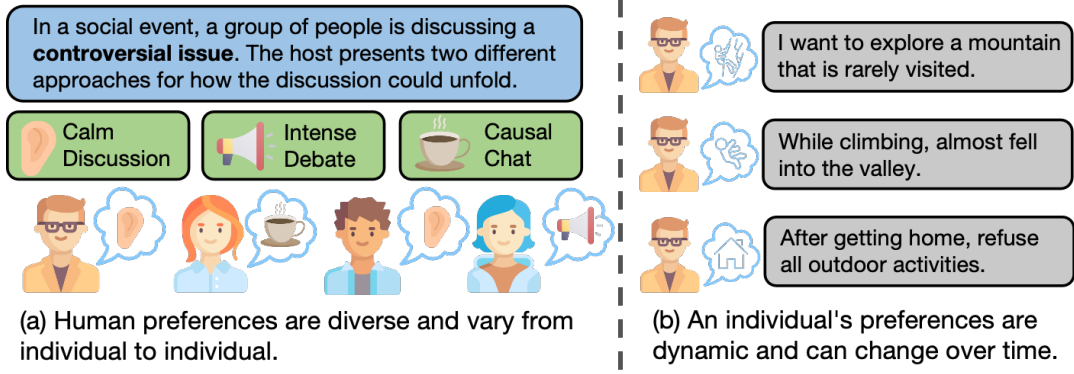 In a social event, a group of people is discussing a
controversial issue. The host presents two different
approaches for how the discussion could unfold.
Calm
Discussion
Intense
Debate
Causal
Chat
(a) Human preferences are diverse and vary from
individual to individual.
I want to explore a mountain
that is rarely visited.
While climbing, almost fell
into the valley.
After getting home, refuse
all outdoor activities.
(b) An individual's preferences are
dynamic and can change over time.